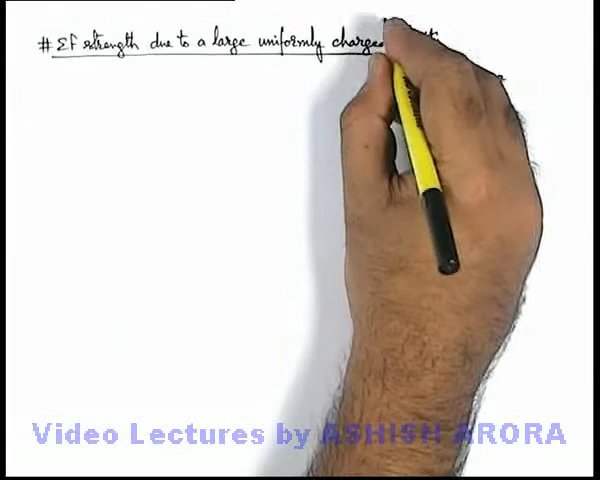 # EF strength due to a large uniformly charged
Video Lectures by ASHISH ARORA